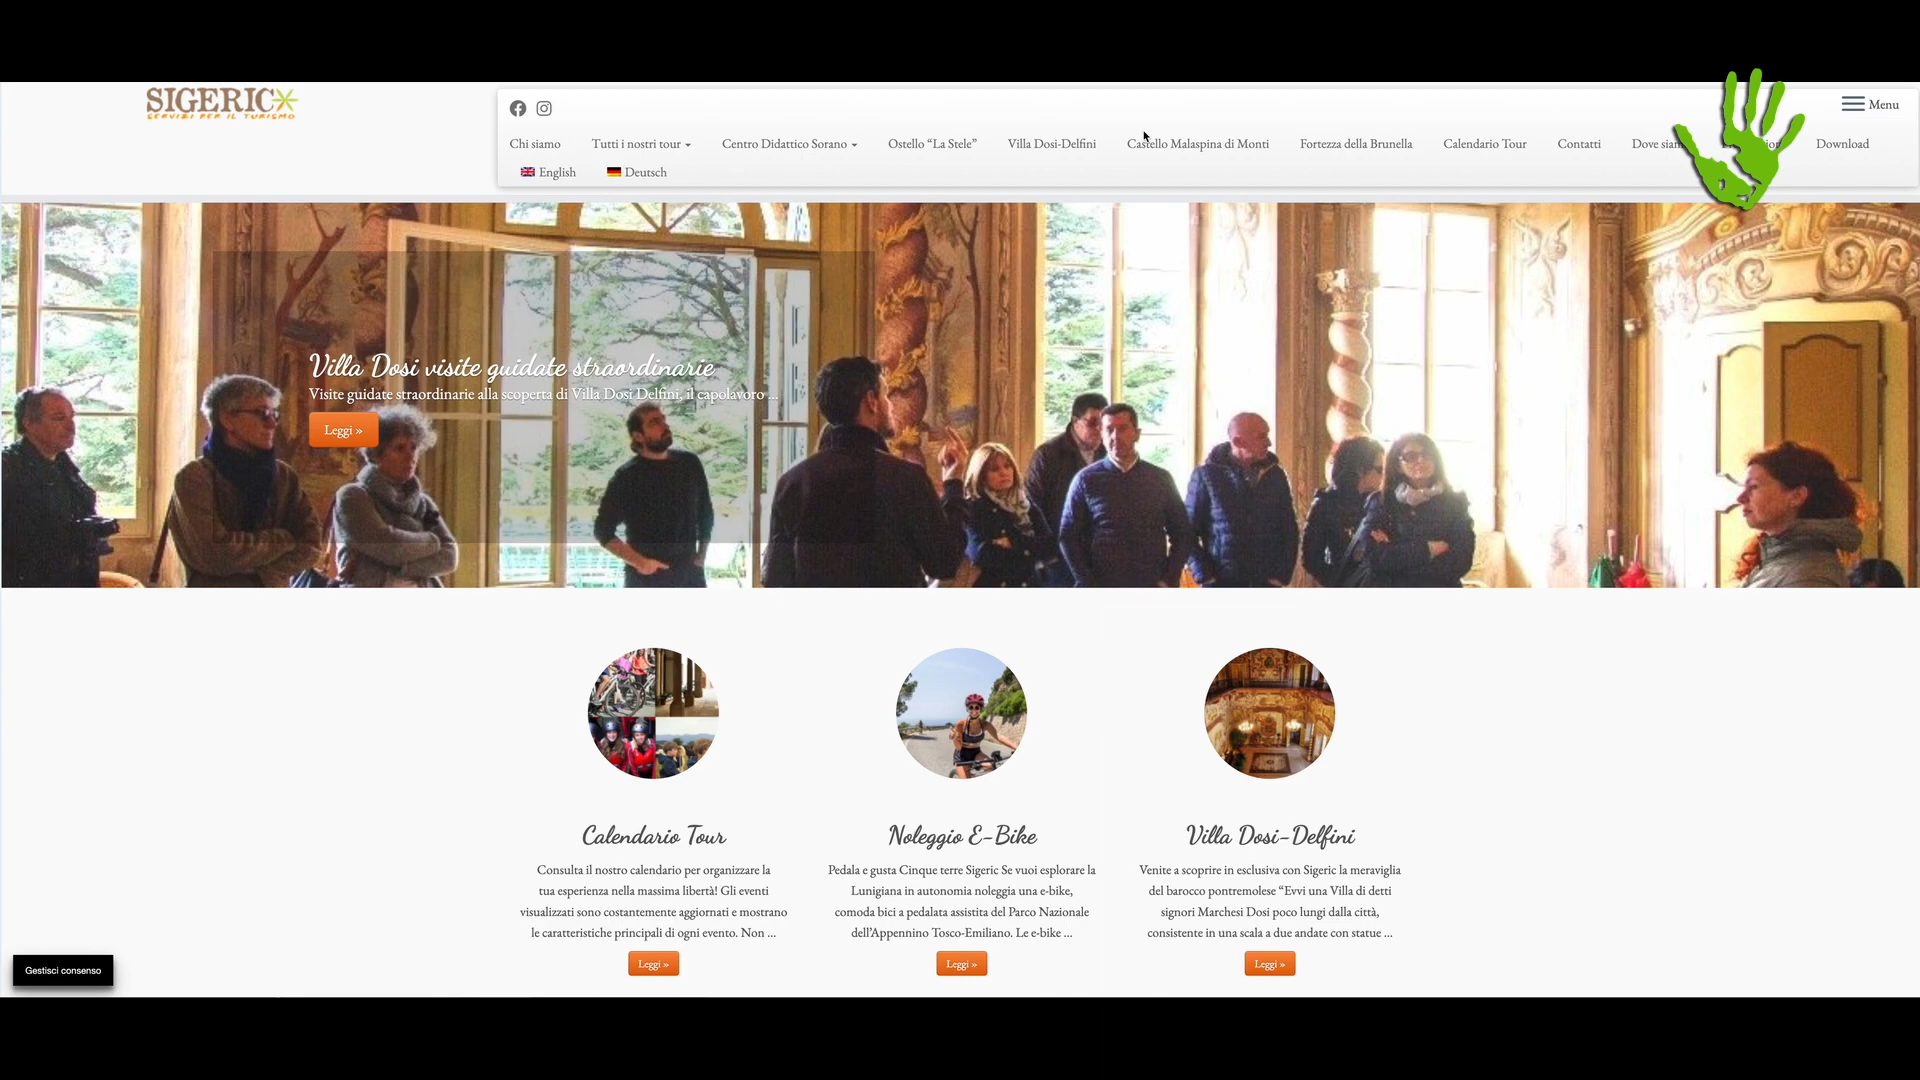 SIGERIC
SERVIZI PER IL TURISMO
Menu
Chi siamo
Tutti i nostri tour
Centro Didattico Sorano
Ostello “La Stele”
Villa Dosi-Delfini
Castello Malaspina di Monti
Fortezza della Brunella
Calendario Tour
Contatti
Dove
Download
English
Deutsch
Villa Dosi visite guidate straordinarie
Visite guidate straordinarie alla scoperta di Villa Dosi Delfini, il capolavoro ...
Leggi »
Calendario Tour
Consulta il nostro calendario per organizzare la
tua esperienza nella massima libertà! Gli eventi
visualizzati sono costantemente aggiornati e mostrano
le caratteristiche principali di ogni evento. Non ...
Leggi »
Noleggio E-Bike
Pedala e gusta Cinque terre Sigeric Se vuoi esplorare la
Lunigiana in autonomia noleggia una e-bike,
comoda bici a pedalata assistita del Parco Nazionale
dell’Appennino Tosco-Emiliano. Le e-bike ...
Leggi »
Villa Dosi-Delfini
Venite a scoprire in esclusiva con Sigeric la meraviglia
del barocco pontremolese “Evvi una Villa di detti
signori Marchesi Dosi poco lungi dalla città,
consistente in una scala a due andate con statue ...
Leggi »
Gestisci consenso